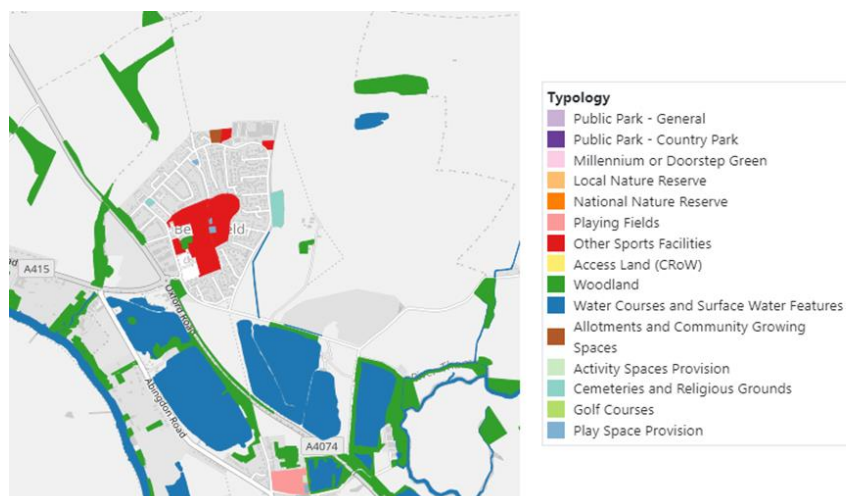 A415
Oxford Road
Abingdon Road
A4074
Typology
Public Park - General
Public Park - Country Park
Millennium or Doorstep Green
Local Nature Reserve
National Nature Reserve
Playing Fields
Other Sports Facilities
Access Land (CRoW)
Woodland
Water Courses and Surface Water Features
Allotments and Community Growing
Spaces
Activity Spaces Provision
Cemeteries and Religious Grounds
Golf Courses
Play Space Provision